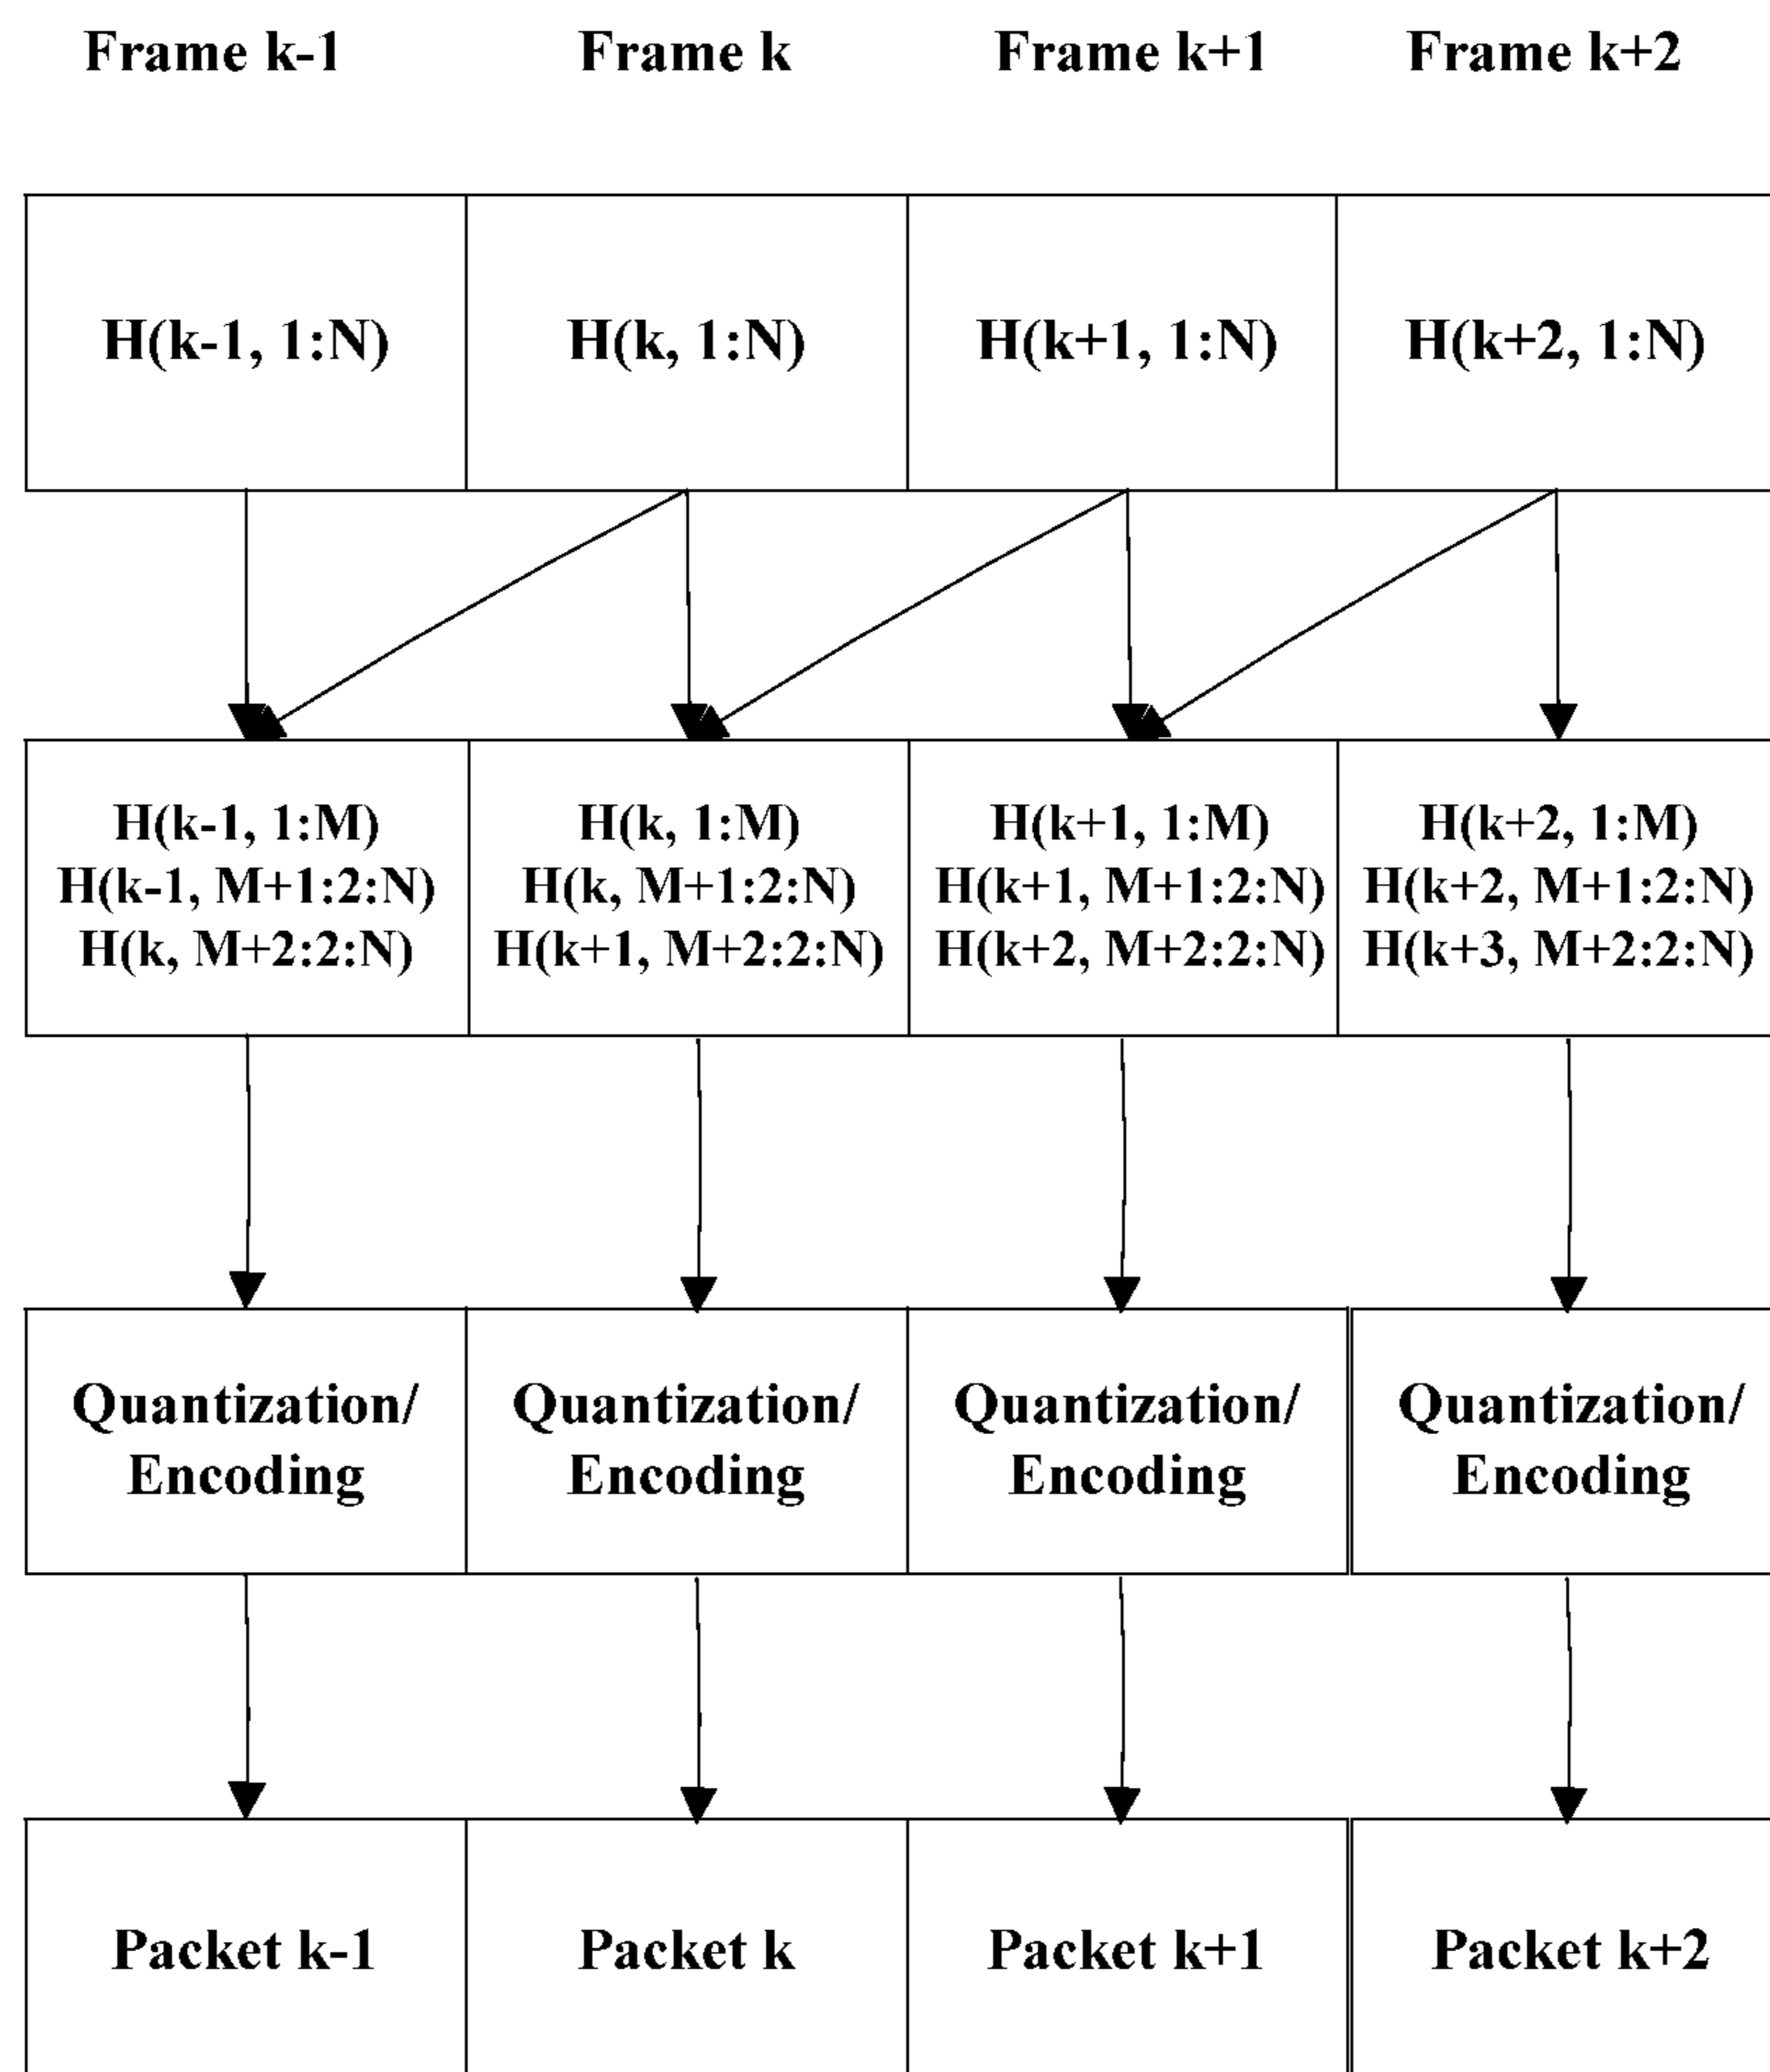 Frame k-1 Frame k Frame k+1 Frame k+2
H(k-1, 1:N) H(k, 1:N) H(k+1, 1:N) H(k+2, 1:N)
H(k-1, 1:M) H(k, 1:M) H(k+1, 1:M) H(k+2, 1:M)
H(k-1, M+1:2:N) H(k, M+1:2:N) H(k+1, M+1:2:N) H(k+2, M+1:2:N)
H(k, M+2:2:N) H(k+1, M+2:2:N) H(k+2, M+2:2:N) H(k+3, M+2:2:N)
Quantization/ Quantization/ Quantization/ Quantization/
Encoding Encoding Encoding Encoding
Packet k-1 Packet k Packet k+1 Packet k+2